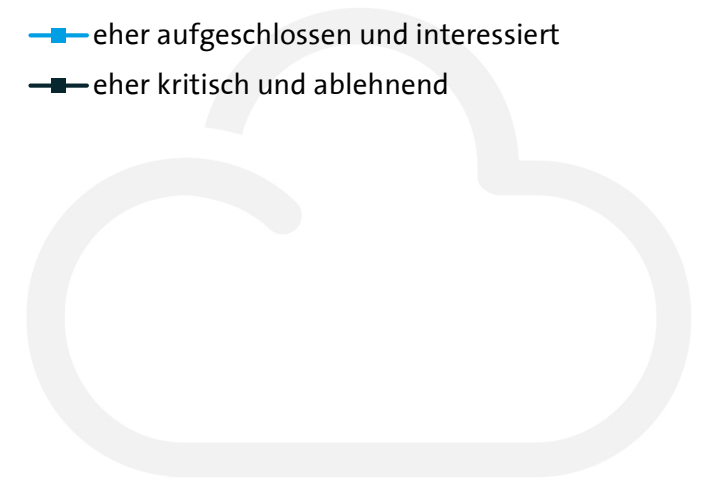 eher aufgeschlossen und interessiert
eher kritisch und ablehnend